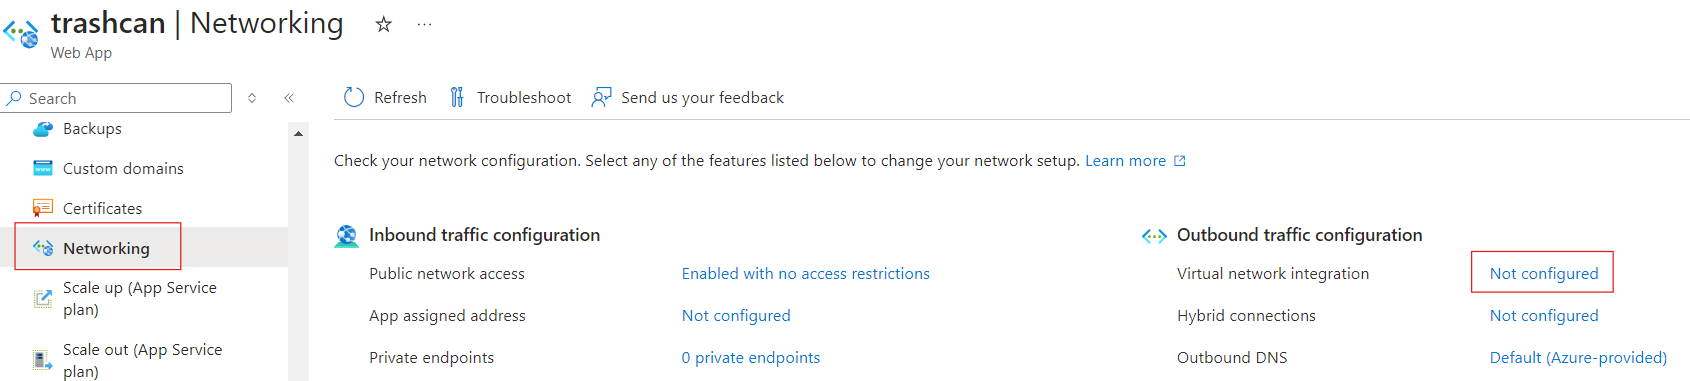 trashcan | Networking
Web App
Search
Refresh
Troubleshoot
Send us your feedback
Backups
Custom domains
Certificates
Networking
Scale up (App Service
plan)
Scale out (App Service
plan)
Check your network configuration. Select any of the features listed below to change your network setup. Learn more
Inbound traffic configuration
Public network access Enabled with no access restrictions
App assigned address Not configured
Private endpoints 0 private endpoints
Outbound traffic configuration
Virtual network integration Not configured
Hybrid connections Not configured
Outbound DNS Default (Azure-provided)